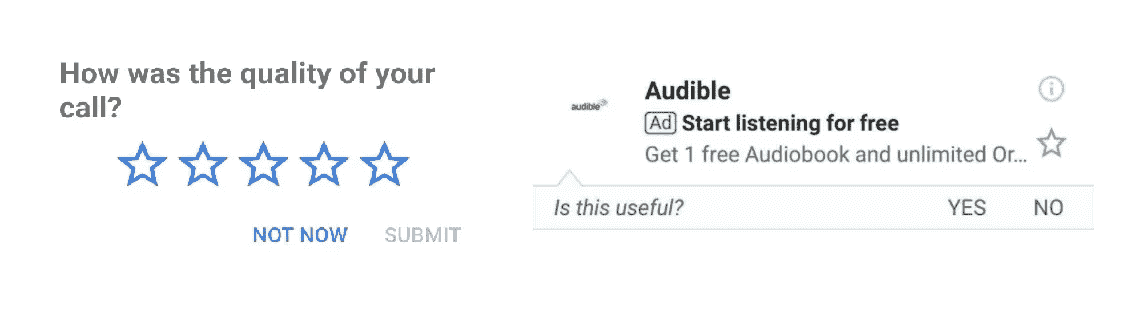 How was the quality of your
call?
NOT NOW
SUBMIT
audible
Audible
Ad Start listening for free
Get 1 free Audiobook and unlimited Or...
Is this useful?
YES
NO